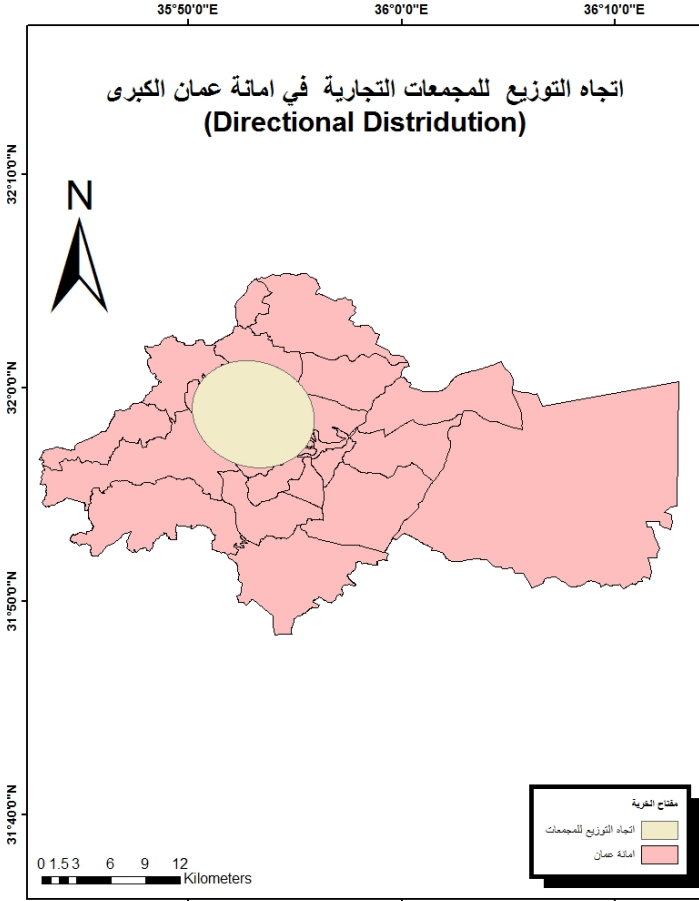 35°50'0"E 36°0'0"E 36°10'0"E
اتجاه التوزيع للمجمعات التجارية في امانة عمان الكبرى
(Directional Distridution)
32°10'0"N
N
32°0'0"N
31°50'0"N
31°40'0"N
مفتاح الخربة
اتجاه التوزيع للمجمعات
امانة عمان
0 1.5 3 6 9 12
Kilometers